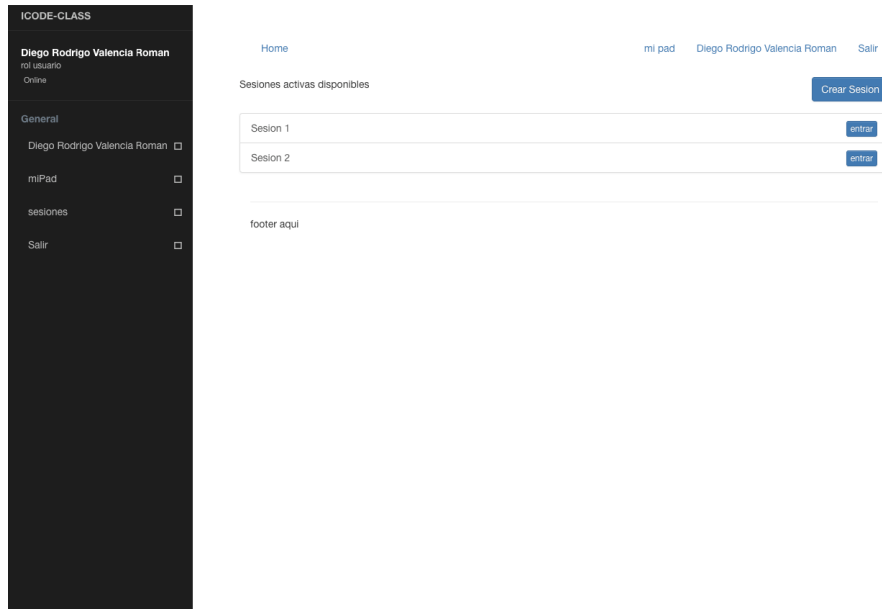 ICODE-CLASS
Diego Rodrigo Valencia Roman
rol usuario
Online
General
Diego Rodrigo Valencia Roman
miPad
sesiones
Salir
Home
mi pad Diego Rodrigo Valencia Roman Salir
Sesiones activas disponibles
Crear Sesion
Sesion 1 entrar
Sesion 2 entrar
footer aqui